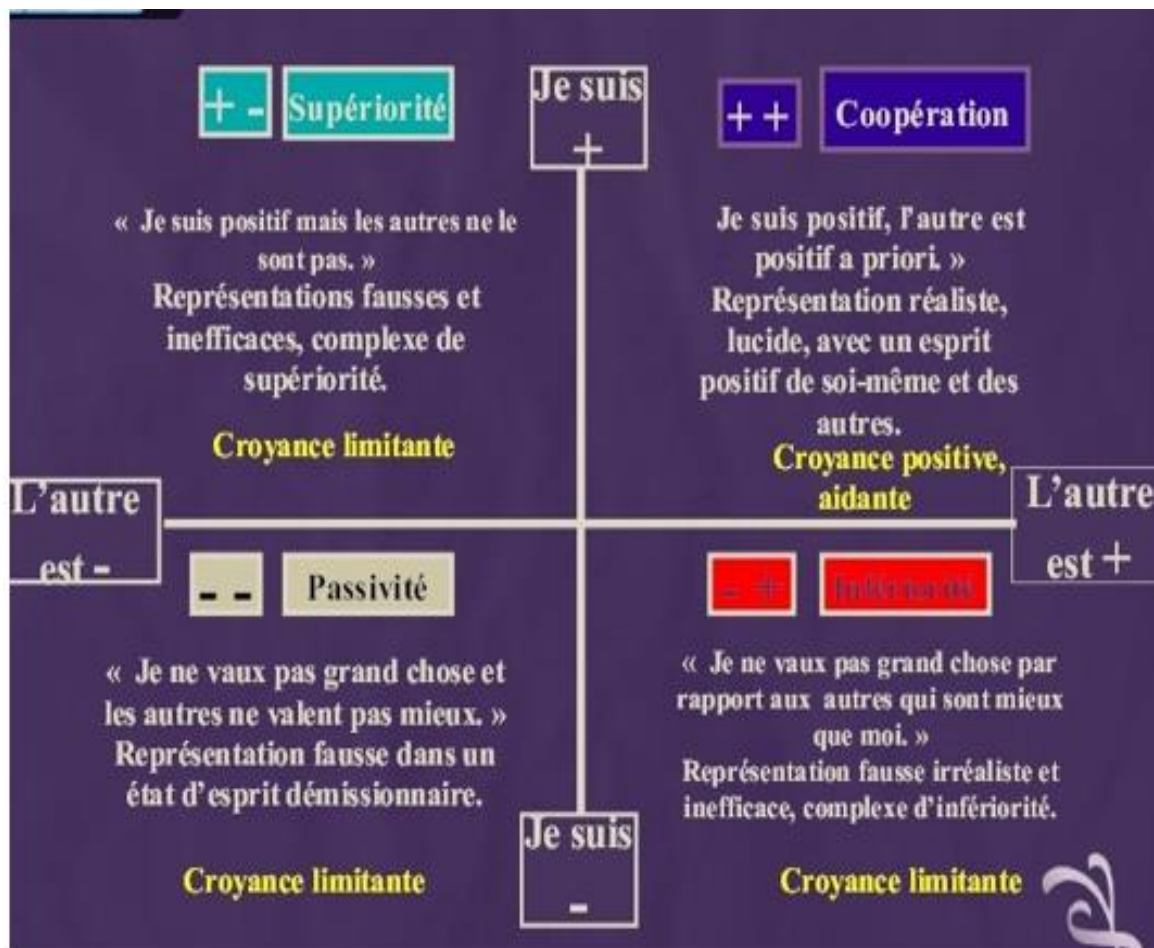 Je suis
+
+ -
Supériorité
+ +
Coopération
« Je suis positif mais les autres ne le
sont pas. »
Représentations fausses et
inefficaces, complexe de
supériorité.
Croyance limitante
Je suis positif, l'autre est
positif a priori. »
Représentation réaliste,
lucide, avec un esprit
positif de soi-même et des
autres.
Croyance positive,
aidante
L'autre
est -
L'autre
est +
- -
Passivité
- +
Infériorité
« Je ne vaux pas grand chose et
les autres ne valent pas mieux. »
Représentation fausse dans un
état d'esprit démissionnaire.
Croyance limitante
« Je ne vaux pas grand chose par
rapport aux autres qui sont mieux
que moi. »
Représentation fausse irréaliste et
inefficace, complexe d'infériorité.
Croyance limitante
Je suis
-